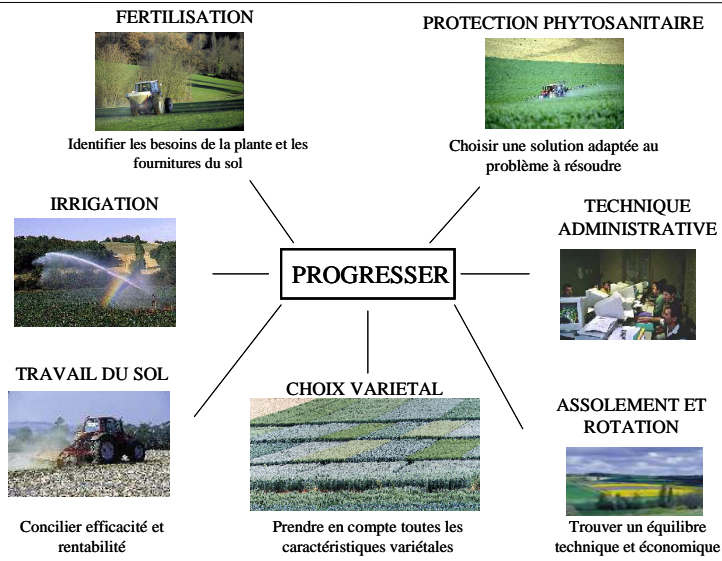 FERTILISATION
Identifier les besoins de la plante et les
fournitures du sol
PROTECTION PHYTOSANITAIRE
Choisir une solution adaptée au
problème à résoudre
IRRIGATION
TECHNIQUE
ADMINISTRATIVE
PROGRESSER
TRAVAIL DU SOL
Concilier efficacité et
rentabilité
CHOIX VARIETAL
Prendre en compte toutes les
caractéristiques variétales
ASSOLEMENT ET
ROTATION
Trouver un équilibre
technique et économique